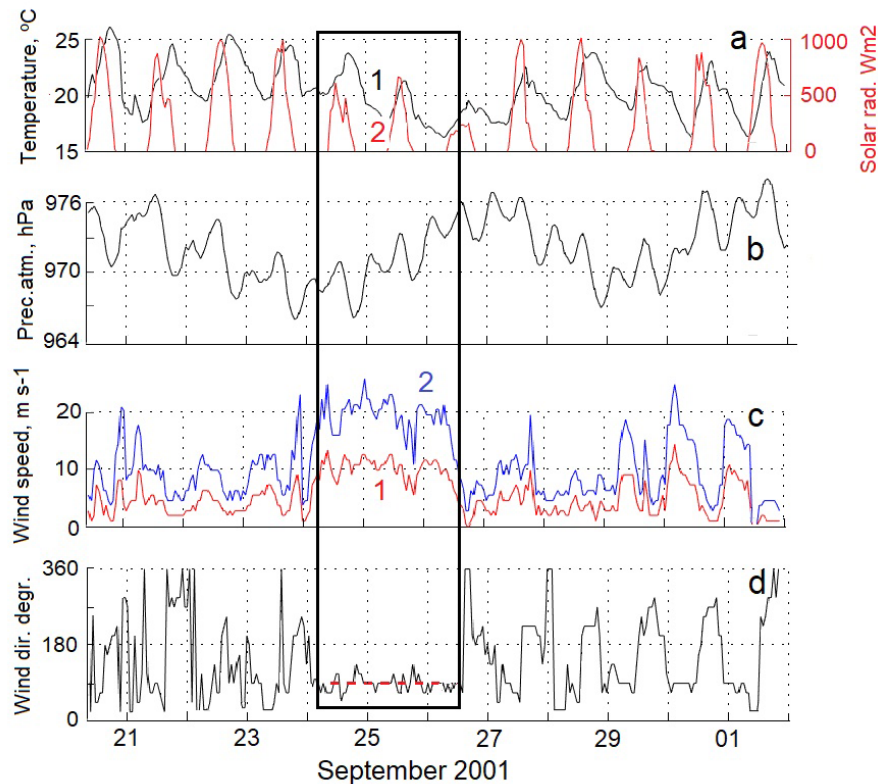 Temperature, ºC
25
20
15
1
2
a
1000
500
0
Solar rad. Wm2
Prec.atm., hPa
976
970
964
b
Wind speed, m s-1
20
10
0
2
1
c
Wind dir. degr.
360
180
0
d
21 23 25 27 29 01
September 2001